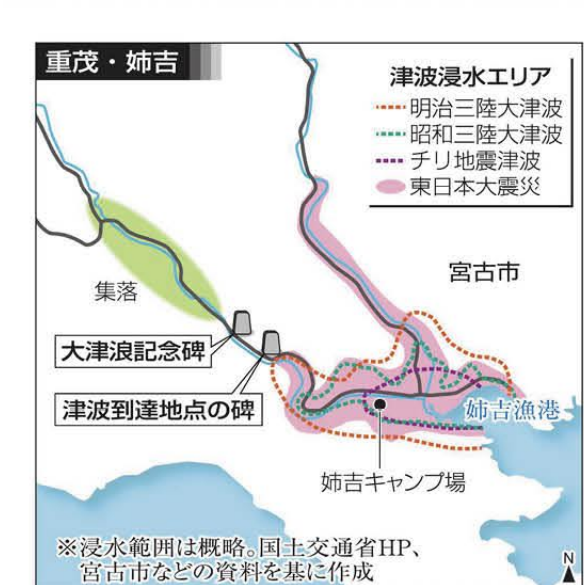 重茂・姉吉
津波浸水エリア
明治三陸大津波
昭和三陸大津波
チリ地震津波
東日本大震災
宮古市
集落
大津浪記念碑
津波到達地点の碑
姉吉漁港
姉吉キャンプ場
※浸水範囲は概略。国土交通省HP、
宮古市などの資料を基に作成
N